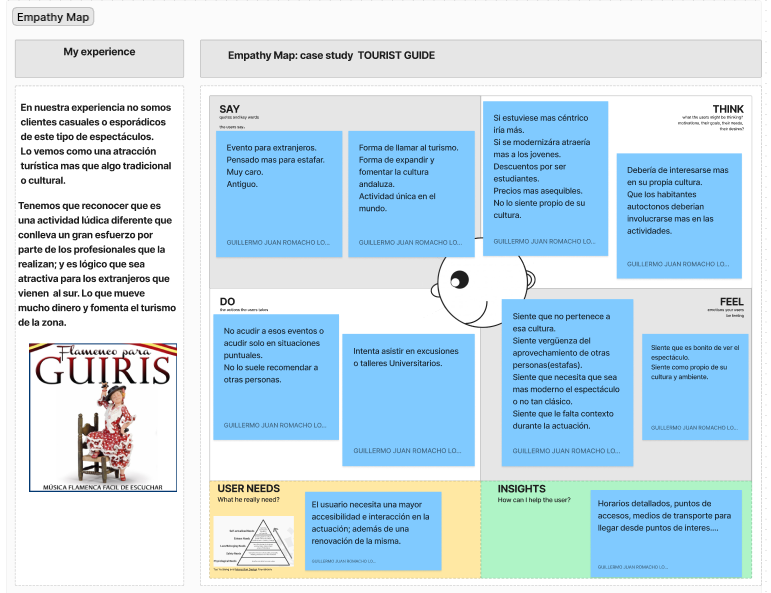 Empathy Map
My experience
Empathy Map: case study TOURIST GUIDE
En nuestra experiencia no somos
clientes casuales o esporádicos
de este tipo de espectáculos.
Lo vemos como una atracción
turística mas que algo tradicional
o cultural.
Tenemos que reconocer que es
una actividad lúdica diferente que
conlleva un gran esfuerzo por
parte de los profesionales que la
realizan; y es lógico que sea
atractiva para los extranjeros que
vienen al sur. Lo que mueve
mucho dinero y fomenta el turismo
de la zona.
Flamenco para
GUIRIS
MÚSICA FLAMENCA FÁCIL DE ESCUCHAR
SAY
quotes and key words
the users say.
Evento para extranjeros.
Pensado mas para estafar.
Muy caro.
Antiguo.
GUILLERMO JUAN ROMACHO LO...
Forma de llamar al turismo.
Forma de expandir y
fomentar la cultura
andaluza.
Actividad única en el
mundo.
GUILLERMO JUAN ROMACHO LO...
THINK
what the users might be thinking?
motivations, their goals, their needs,
their desires?
Si estuviese mas céntrico
iría más.
Si se modernizára atraería
mas a los jovenes.
Descuentos por ser
estudiantes.
Precios mas asequibles.
No lo siente propio de su
cultura.
GUILLERMO JUAN ROMACHO LO...
Debería de interesarse mas
en su propia cultura.
Que los habitantes
autoctonos deberian
involucrarse mas en las
actividades.
GUILLERMO JUAN ROMACHO LO...
DO
the actions the users takes
No acudir a esos eventos o
acudir solo en situaciones
puntuales.
No lo suele recomendar a
otras personas.
GUILLERMO JUAN ROMACHO LO...
Intenta asistir en excusiones
o talleres Universitarios.
GUILLERMO JUAN ROMACHO LO...
FEEL
emotions your users
be feeling
Siente que no pertenece a
esa cultura.
Siente vergüenza del
aprovechamiento de otras
personas(estafas).
Siente que necesita que sea
mas moderno el espectáculo
o no tan clásico.
Siente que le falta contexto
durante la actuación.
GUILLERMO JUAN ROMACHO LO...
Siente que es bonito de ver el
espectáculo.
Siente como propio de su
cultura y ambiente.
GUILLERMO JUAN ROMACHO LO...
USER NEEDS
What he really need?
El usuario necesita una mayor
accesibilidad e interacción en la
actuación; además de una
renovación de la misma.
GUILLERMO JUAN ROMACHO LO...
INSIGHTS
How can I help the user?
Horarios detallados, puntos de
accesos, medios de transporte para
llegar desde puntos de interes....
GUILLERMO JUAN ROMACHO LO...